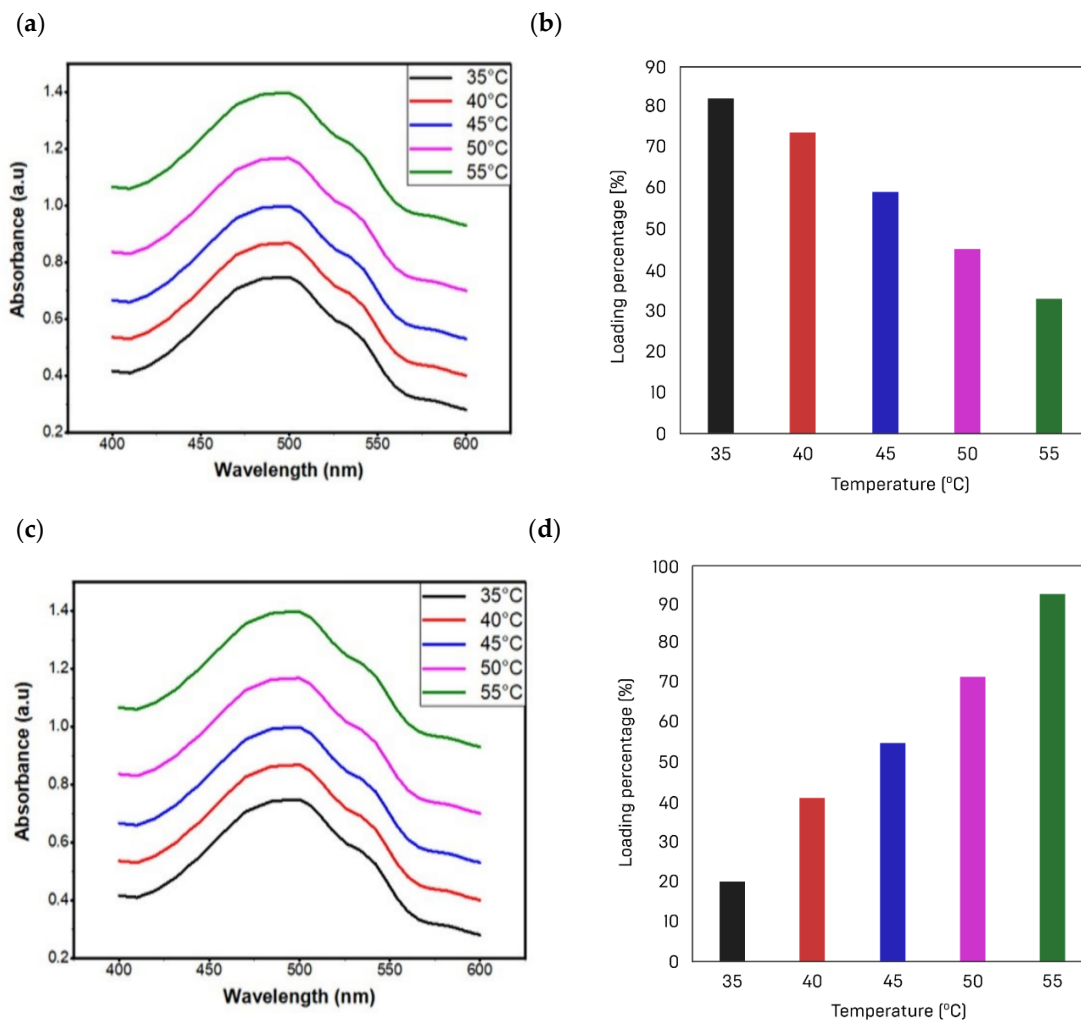 (a)
1.4
1.2
1.0
0.8
0.6
0.4
0.2
Absorbance (a.u)
35°C
40°C
45°C
50°C
55°C
400
450
500
550
600
Wavelength (nm)
(b)
90
80
70
60
50
40
30
20
10
0
Loading percentage [%]
35
40
45
50
55
Temperature [ºC]
(c)
1.4
1.2
1.0
0.8
0.6
0.4
0.2
Absorbance (a.u)
35°C
40°C
45°C
50°C
55°C
400
450
500
550
600
Wavelength (nm)
(d)
100
90
80
70
60
50
40
30
20
10
0
Loading percentage [%]
35
40
45
50
55
Temperature [ºC]